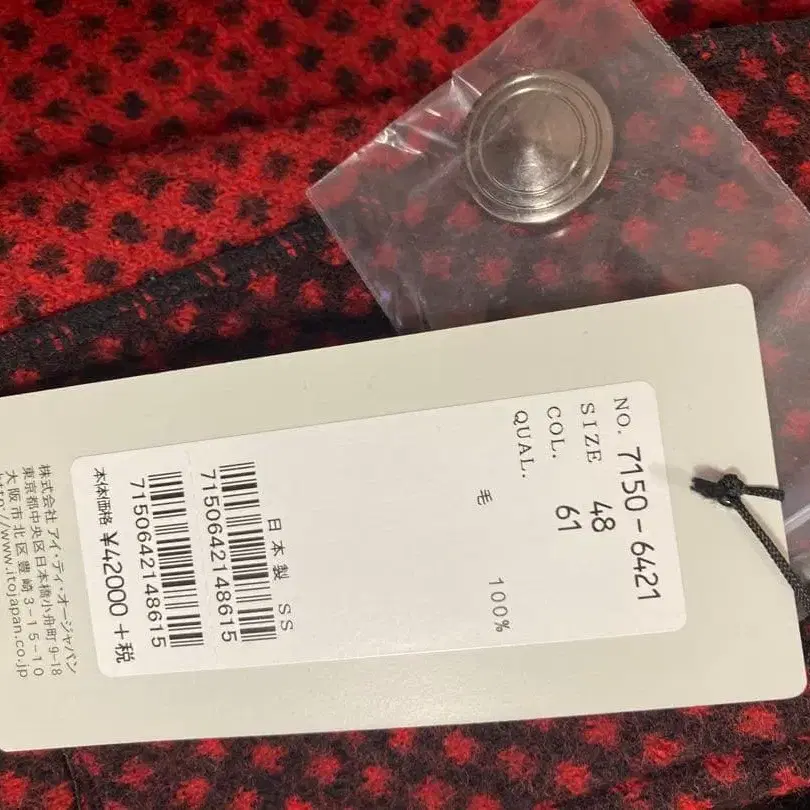 NO. 7150-6421
SIZE 48
COL. 61
QUAL.
毛 100%
日本製 SS
7150642148615
7150642148615
本体価格 ¥42000+税
株式会社 アイ・ティ・オージャパン
東京都中央区日本橋小舟町9-18
大阪市北区豊崎3-15-10
http://www.itojapan.co.jp